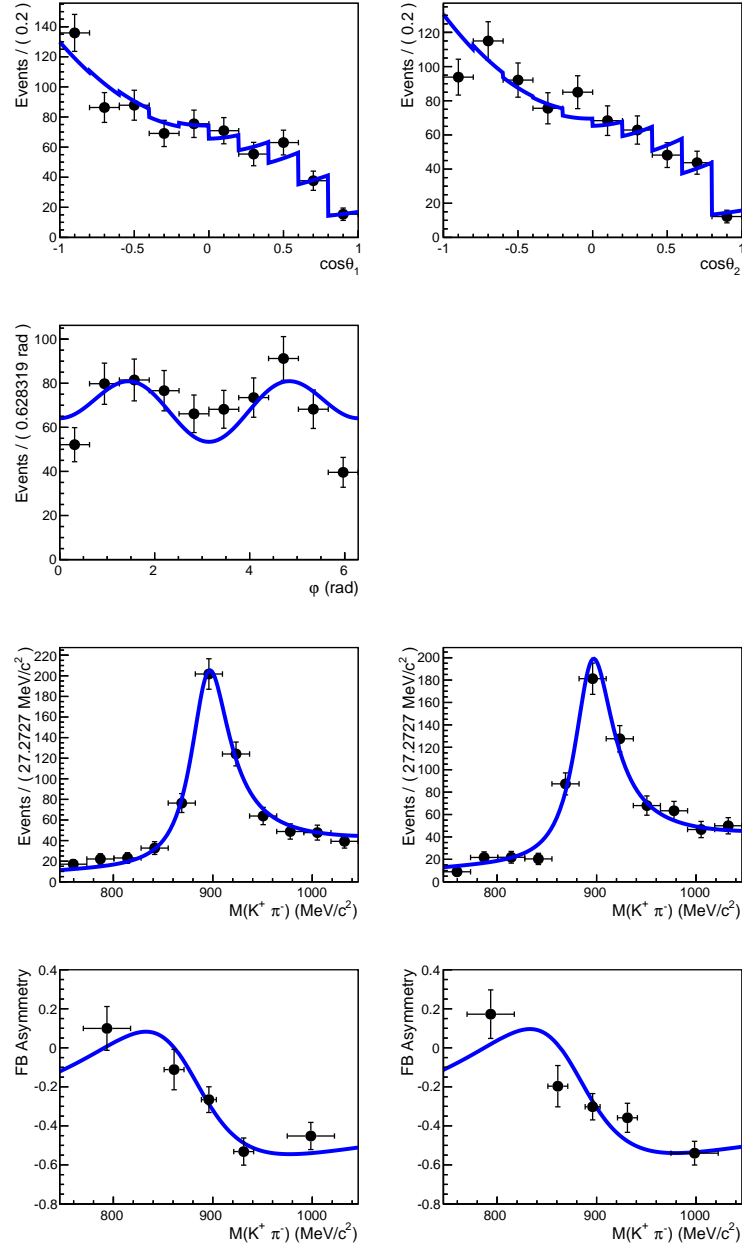 Events / ( 0.2 )
140
120
100
80
60
40
20
0
-1 -0.5 0 0.5 1
cosθ1
Events / ( 0.2 )
120
100
80
60
40
20
0
-1 -0.5 0 0.5 1
cosθ2
Events / ( 0.628319 rad )
100
80
60
40
20
0
0 2 4 6
φ (rad)
Events / ( 27.2727 MeV/c²)
220
200
180
160
140
120
100
80
60
40
20
0
800 900 1000
M(K⁺ π⁻) (MeV/c²)
Events / ( 27.2727 MeV/c²)
200
180
160
140
120
100
80
60
40
20
0
800 900 1000
M(K⁺ π⁻) (MeV/c²)
FB Asymmetry
0.4
0.2
0
-0.2
-0.4
-0.6
-0.8
800 900 1000
M(K⁺ π⁻) (MeV/c²)
FB Asymmetry
0.4
0.2
0
-0.2
-0.4
-0.6
-0.8
800 900 1000
M(K⁺ π⁻) (MeV/c²)